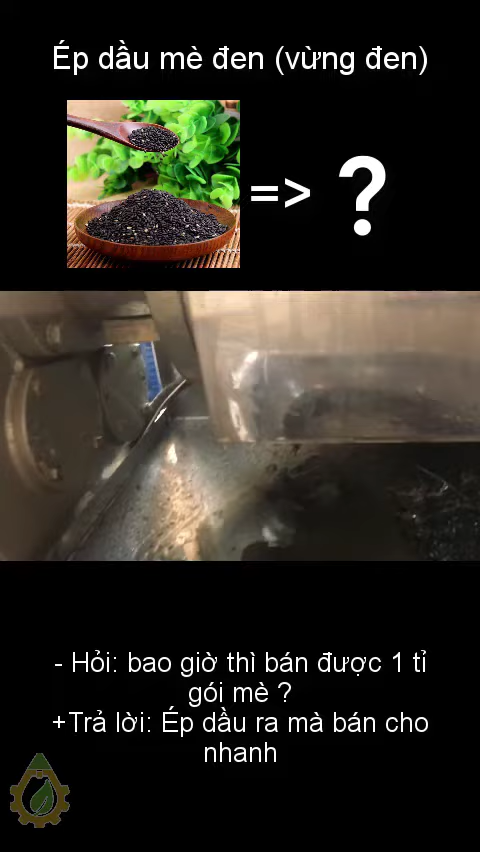 Ép dầu mè đen (vừng đen)
=> ?
- Hỏi: bao giờ thì bán được 1 tỉ
gói mè ?
+Trả lời: Ép dầu ra mà bán cho
nhanh